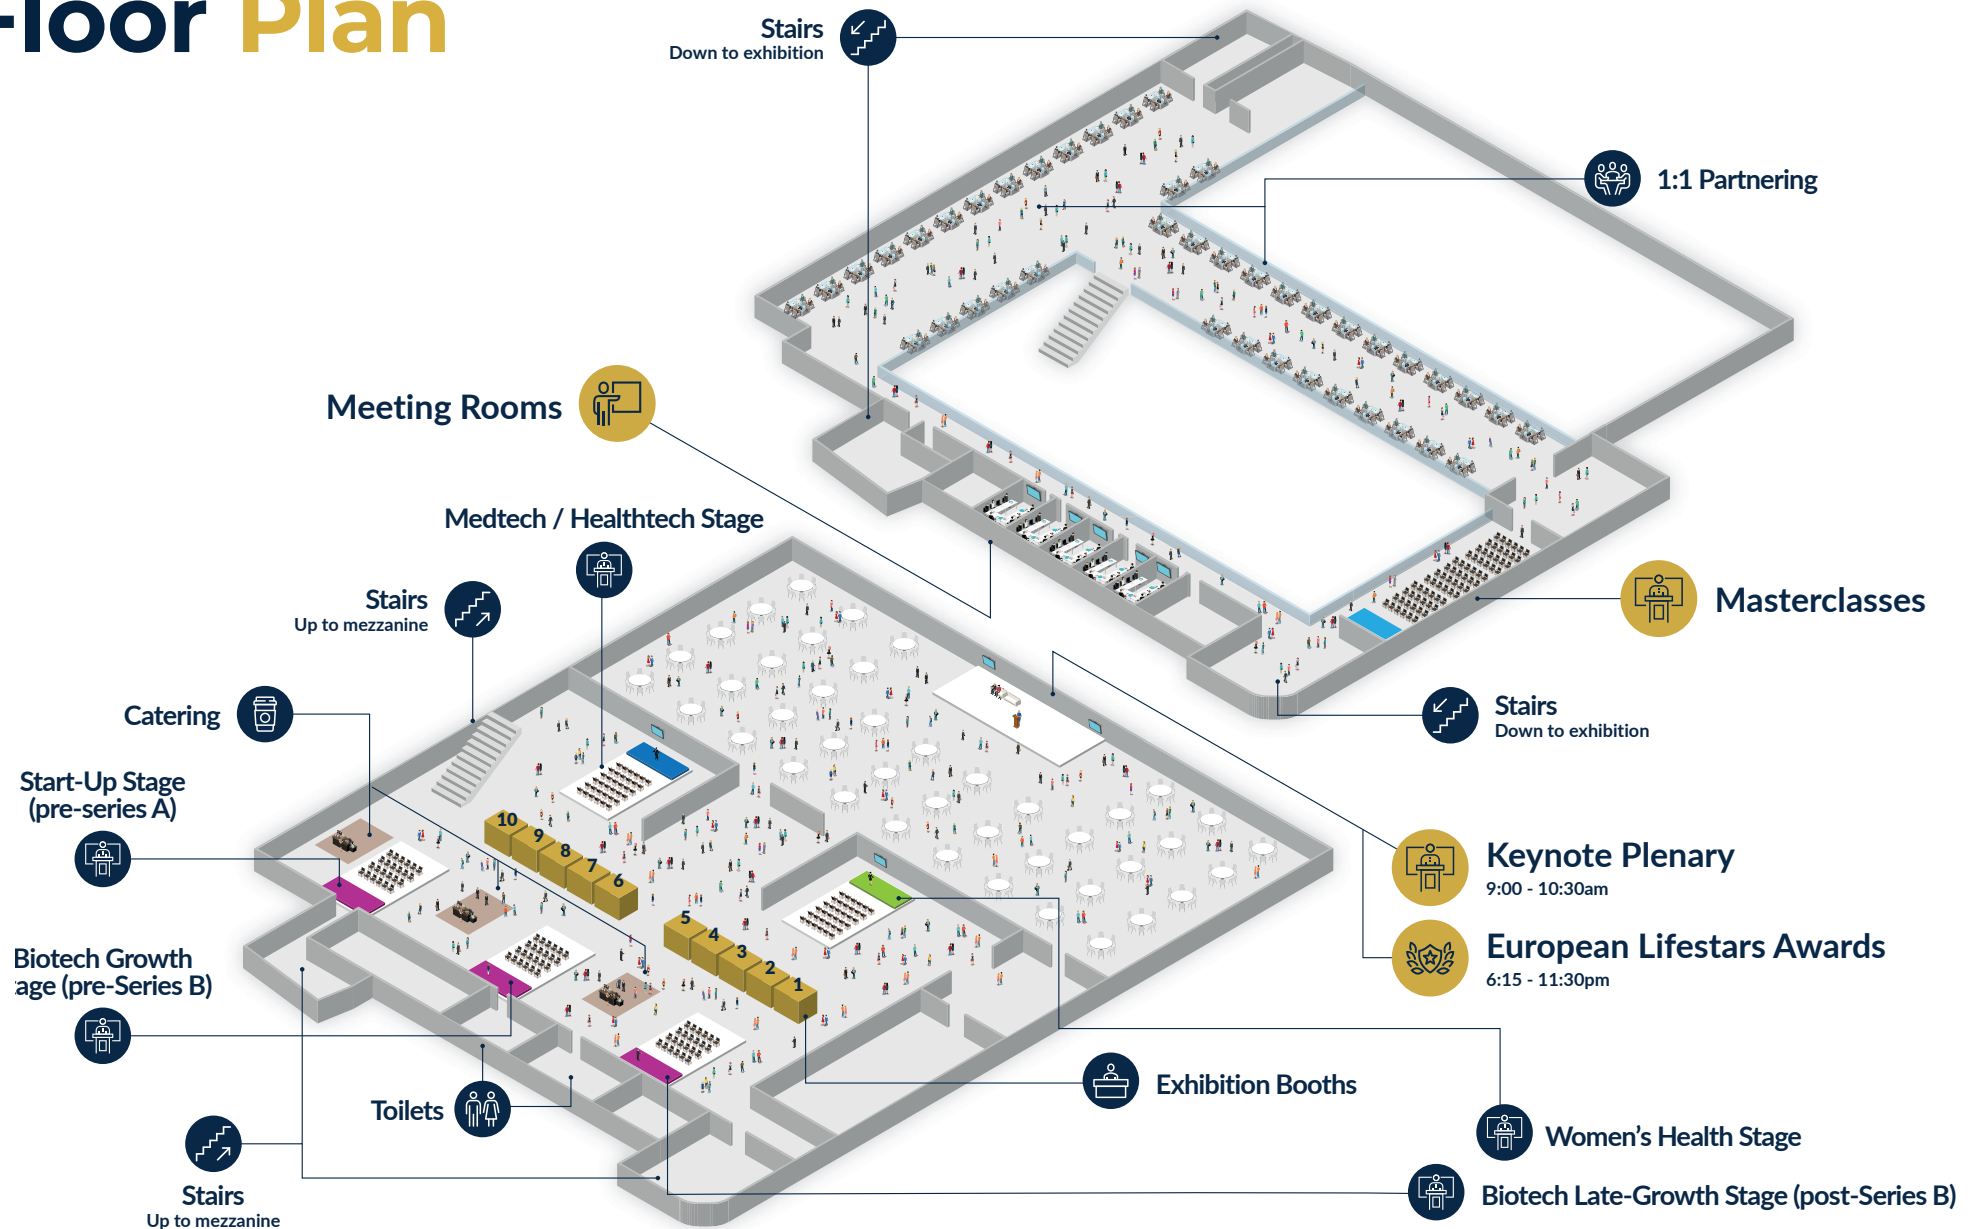 Floor Plan
Stairs
Down to exhibition
1:1 Partnering
Meeting Rooms
Medtech / Healthtech Stage
Stairs
Up to mezzanine
Masterclasses
Catering
Stairs
Down to exhibition
Start-Up Stage
(pre-series A)
10
9
8
7
6
5
4
3
2
1
Keynote Plenary
9:00 - 10:30am
European Lifestars Awards
6:15 - 11:30pm
Biotech Growth
age (pre-Series B)
Exhibition Booths
Toilets
Women's Health Stage
Stairs
Up to mezzanine
Biotech Late-Growth Stage (post-Series B)